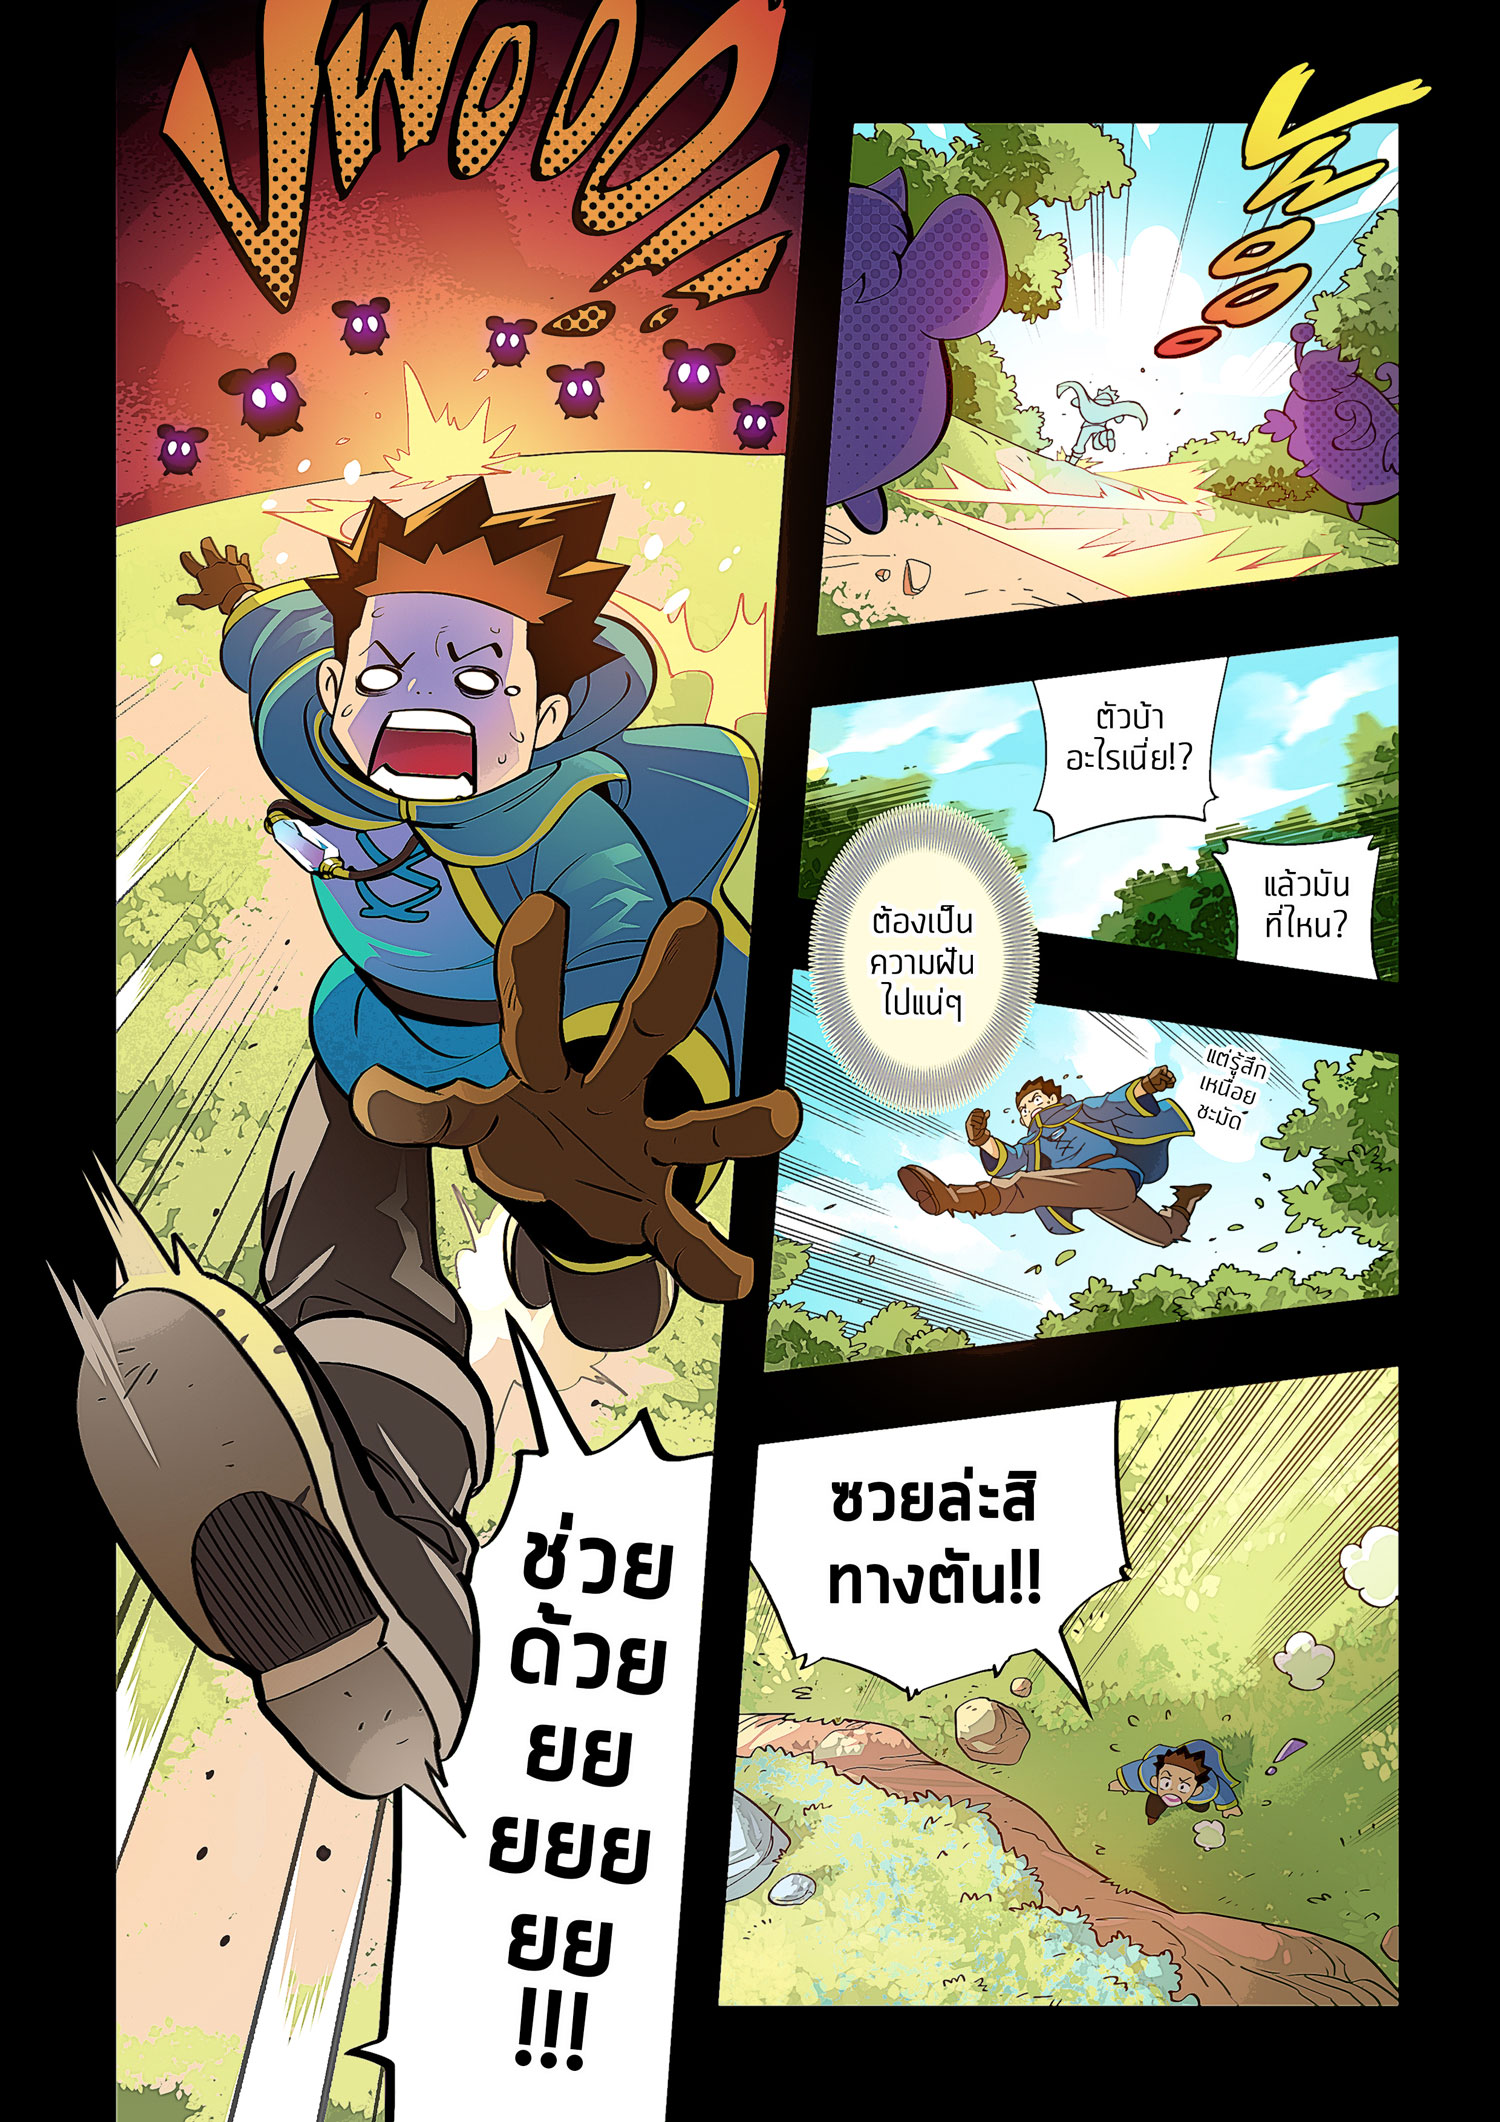 VWOOO!
ช่วย
ด้วย
ยย
ยยย
ยย
!!!
ตัวบ้า
อะไรเนี่ย!?
แล้วมัน
ที่ไหน?
ต้องเป็น
ความฝัน
ไปแน่ๆ
แต่รู้สึก
เหนื่อย
ชะมัด
ซวยล่ะสิ
ทางตัน!!